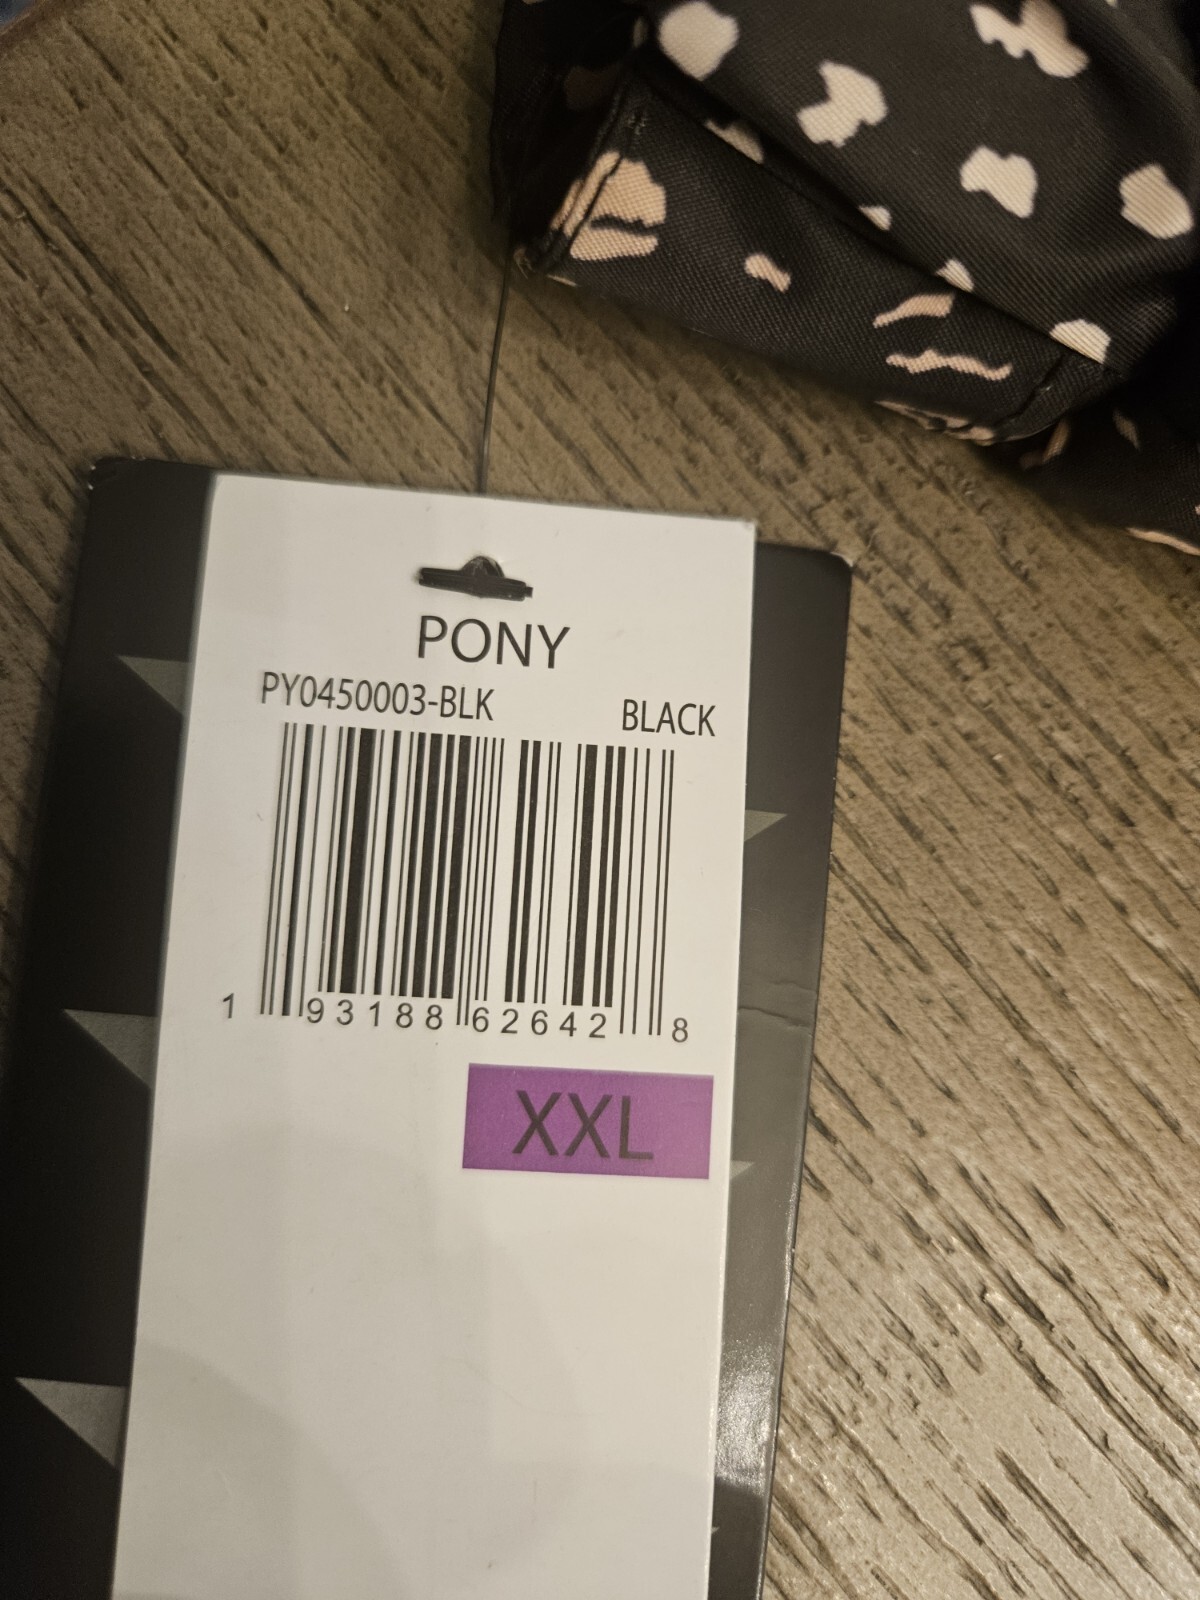 PONY
PY0450003-BLK BLACK
1 93188 62642 8
XXL